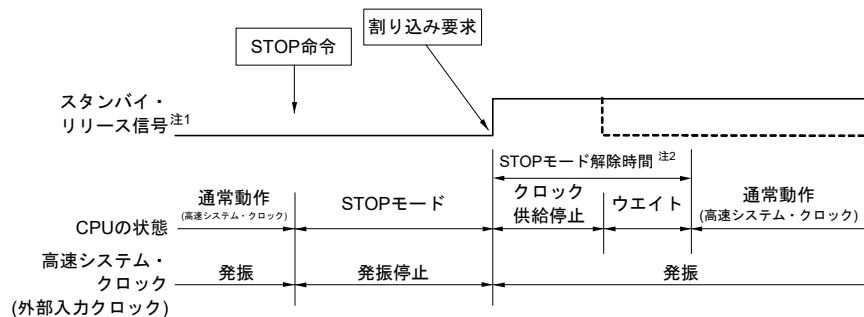 割り込み要求
STOP命令
スタンバイ・
リリース信号注1
STOPモード解除時間 注2
通常動作
(高速システム・クロック)
STOPモード
クロック
供給停止
ウエイト
通常動作
(高速システム・クロック)
CPUの状態
高速システム・
クロック
(外部入力クロック)
発振
発振停止
発振